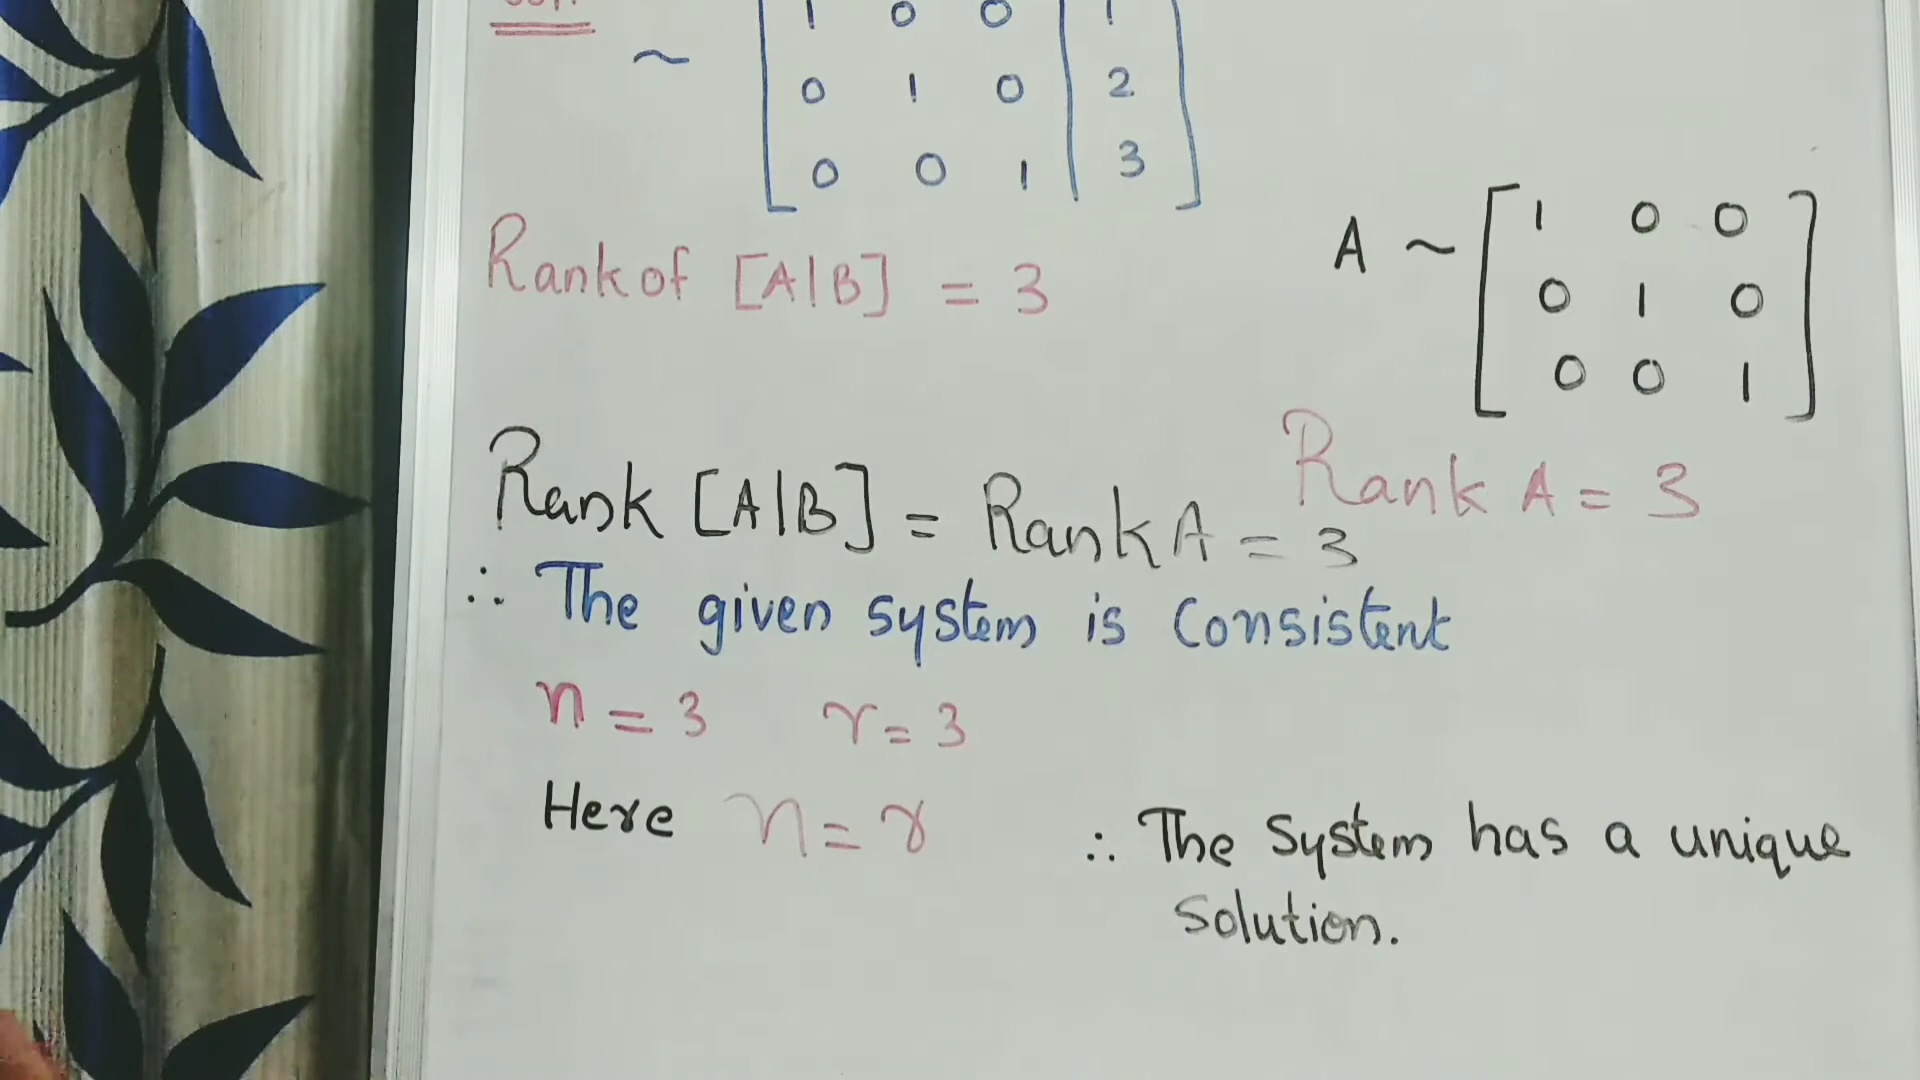 ~ [ 1 0 0 | 1
0 1 0 | 2
0 0 1 | 3 ]
Rank of [A|B] = 3
A ~ [ 1 0 0
0 1 0
0 0 1 ]
Rank A = 3
Rank [A|B] = Rank A = 3
∴ The given system is Consistent
n = 3 r = 3
Here n = r
∴ The System has a unique
Solution.